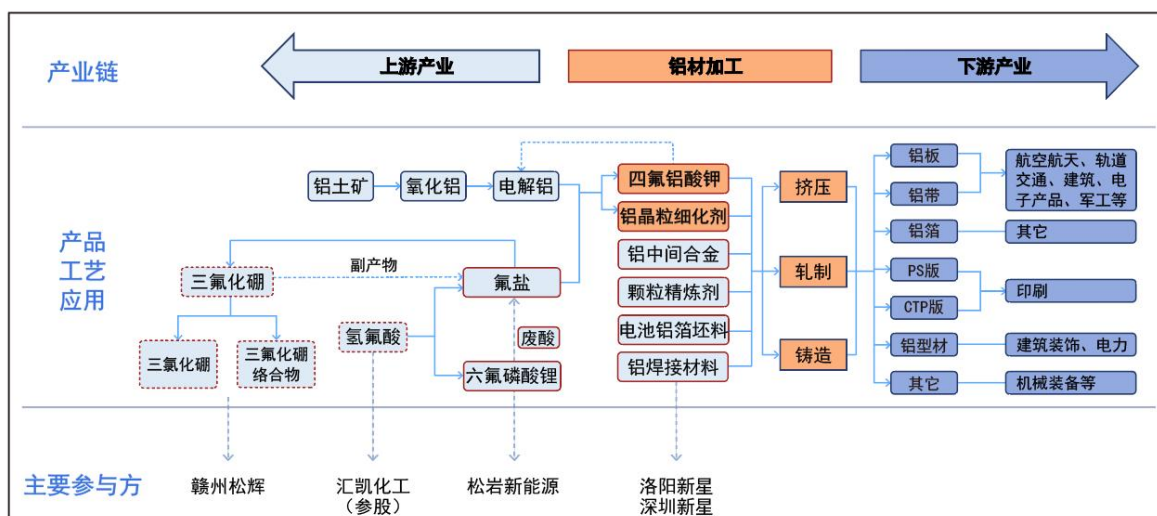 产业链
上游产业
铝材加工
下游产业
产品
工艺
应用
铝土矿
氧化铝
电解铝
四氟铝酸钾
铝晶粒细化剂
铝中间合金
颗粒精炼剂
电池铝箔坯料
铝焊接材料
三氟化硼
副产物
氟盐
氢氟酸
废酸
三氯化硼
三氟化硼
络合物
六氟磷酸锂
挤压
轧制
铸造
铝板
铝带
铝箔
PS版
CTP版
铝型材
其它
航空航天、轨道
交通、建筑、电
子产品、军工等
其它
印刷
建筑装饰、电力
机械装备等
主要参与方
赣州松辉
汇凯化工
（参股）
松岩新能源
洛阳新星
深圳新星